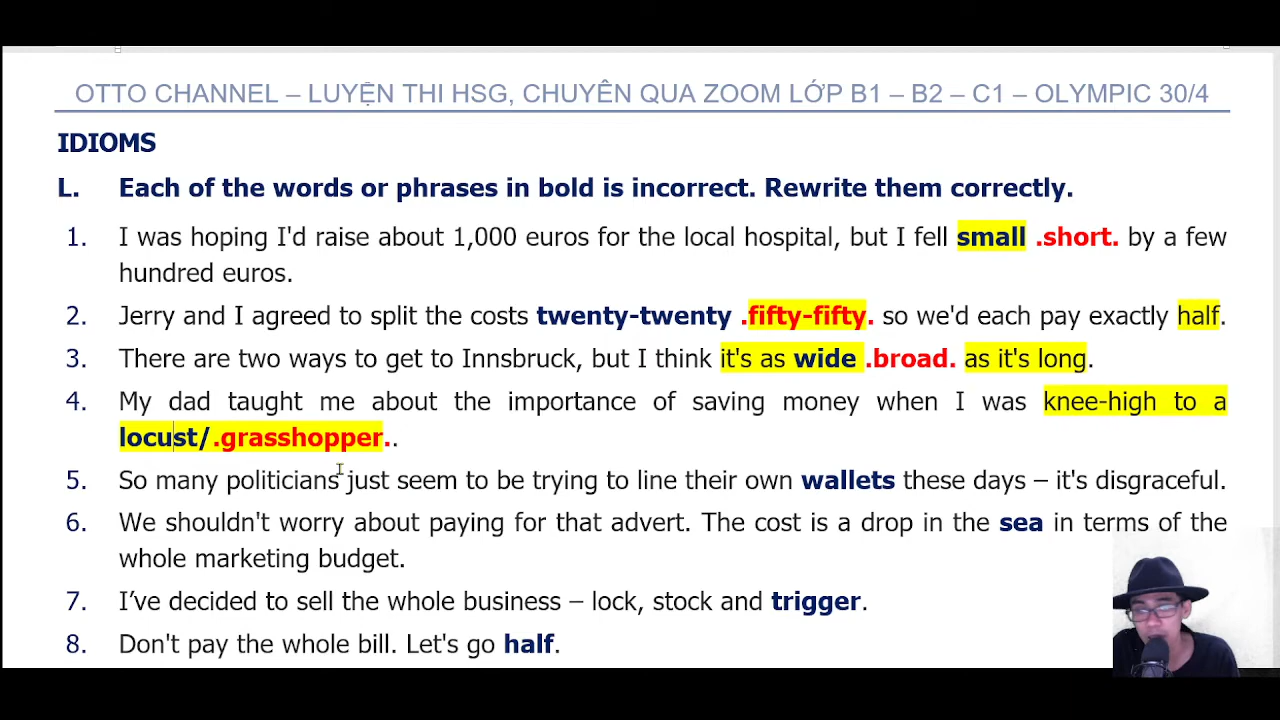 OTTO CHANNEL – LUYỆN THI HSG, CHUYÊN QUA ZOOM LỚP B1 – B2 – C1 – OLYMPIC 30/4
IDIOMS
L. Each of the words or phrases in bold is incorrect. Rewrite them correctly.
1. I was hoping I'd raise about 1,000 euros for the local hospital, but I fell small .short. by a few
hundred euros.
2. Jerry and I agreed to split the costs twenty-twenty .fifty-fifty. so we'd each pay exactly half.
3. There are two ways to get to Innsbruck, but I think it's as wide .broad. as it's long.
4. My dad taught me about the importance of saving money when I was knee-high to a
locust/.grasshopper..
5. So many politicians just seem to be trying to line their own wallets these days – it's disgraceful.
6. We shouldn't worry about paying for that advert. The cost is a drop in the sea in terms of the
whole marketing budget.
7. I’ve decided to sell the whole business – lock, stock and trigger.
8. Don't pay the whole bill. Let's go half.